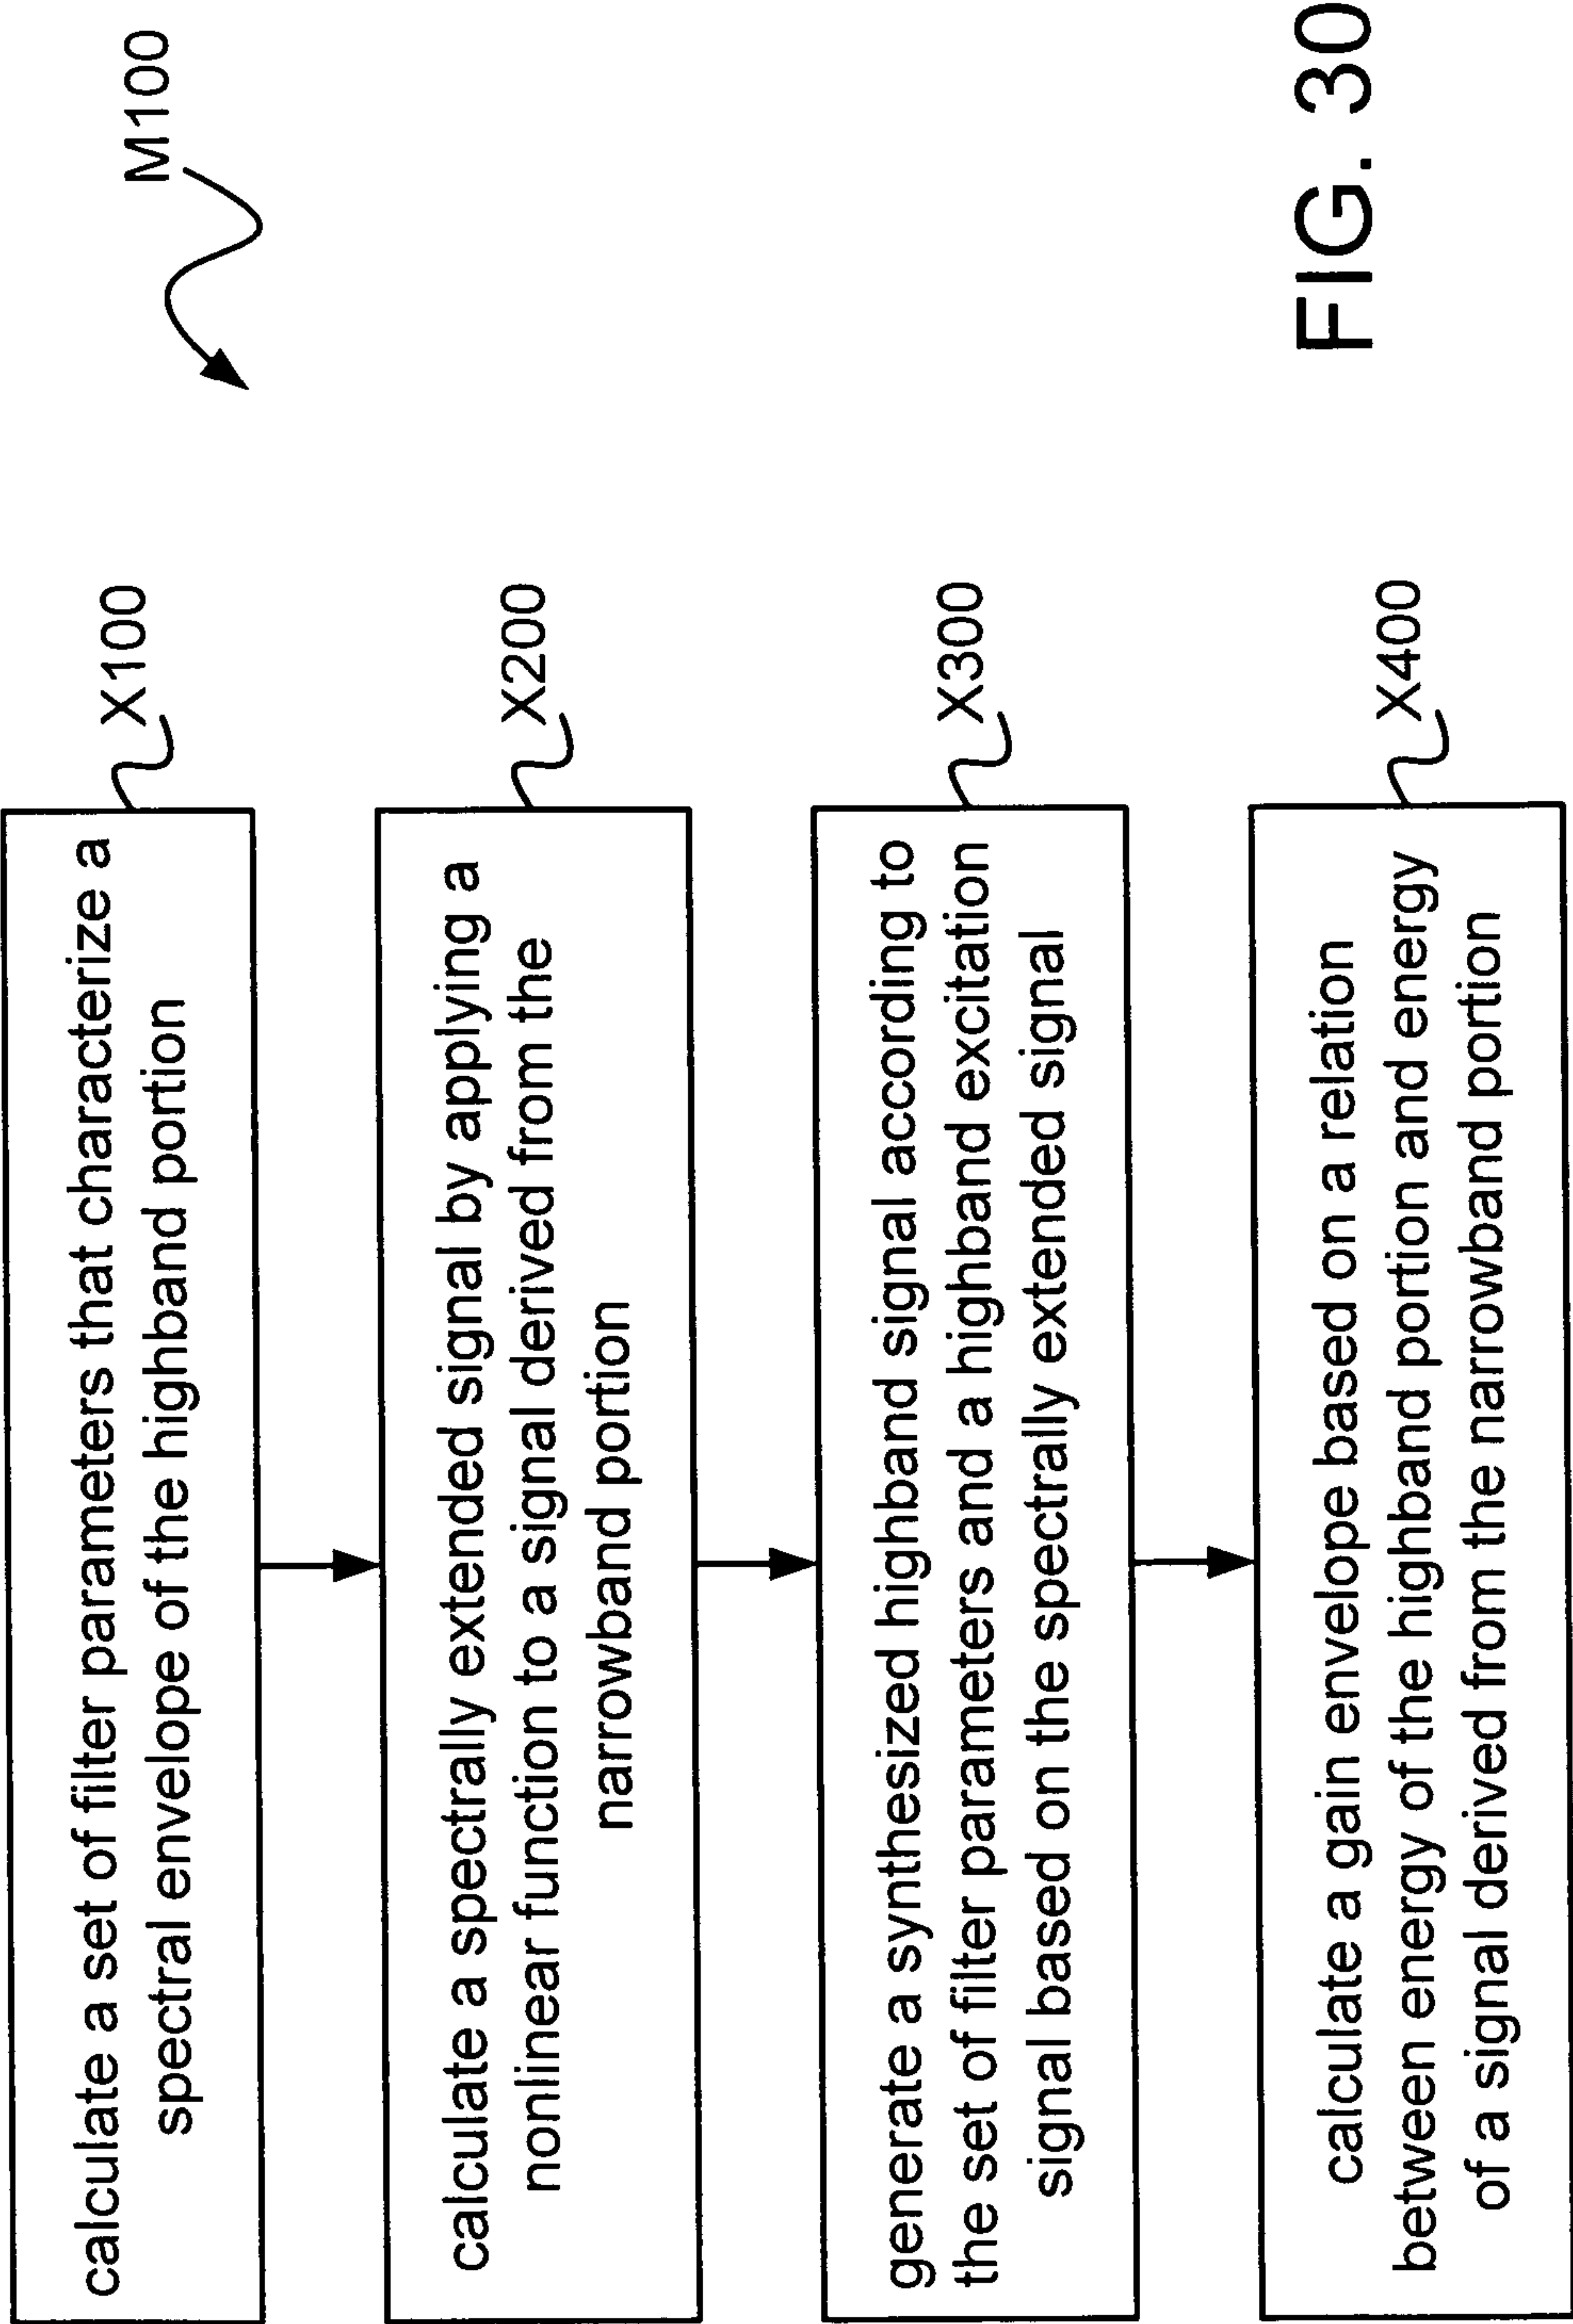 M100
calculate a set of filter parameters that characterize a
spectral envelope of the highband portion
X100
calculate a spectrally extended signal by applying a
nonlinear function to a signal derived from the
narrowband portion
X200
generate a synthesized highband signal according to
the set of filter parameters and a highband excitation
signal based on the spectrally extended signal
X300
calculate a gain envelope based on a relation
between energy of the highband portion and energy
of a signal derived from the narrowband portion
X400
FIG. 30